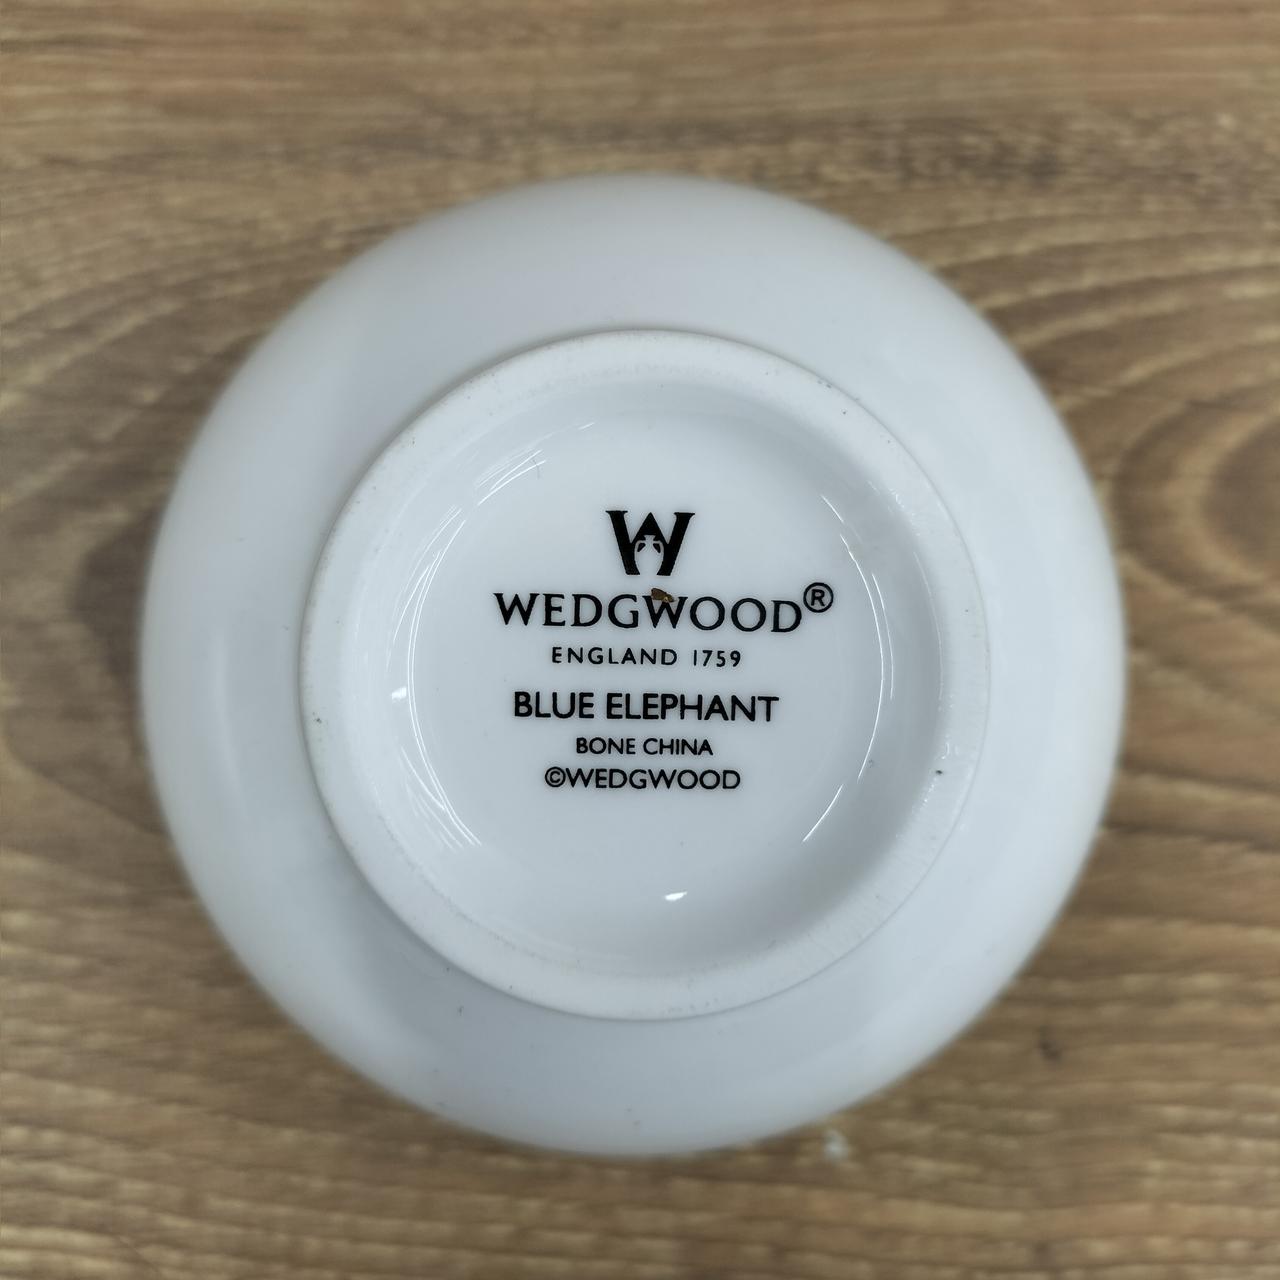 W
WEDGWOOD®
ENGLAND 1759
BLUE ELEPHANT
BONE CHINA
©WEDGWOOD